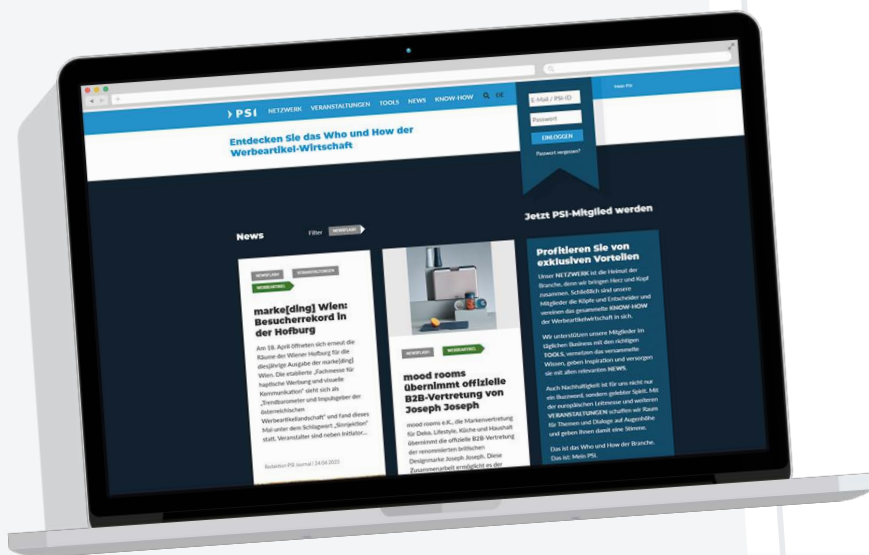 PSI NETZWERK VERANSTALTUNGEN TOOLS NEWS KNOW-HOW DE
Mein PSI
Entdecken Sie das Who und How der
Werbeartikel-Wirtschaft
E-Mail / PSI-ID
Passwort
EINLOGGEN
Passwort vergessen?
News
Filter NEWSFLASH
NEWSFLASH VERANSTALTUNGEN
WERBEARTIKEL
marke[ding] Wien:
Besucherrekord in
der Hofburg
Am 18. April öffneten sich erneut die
Räume der Wiener Hofburg für die
diesjährige Ausgabe der marke[ding]
Wien. Die etablierte „Fachmesse für
haptische Werbung und visuelle
Kommunikation“ sieht sich als
„Trendbarometer und Impulsgeber der
österreichischen
Werbeartikellandschaft“ und fand dieses
Mal unter dem Schlagwort „Sinnjektion“
statt. Veranstalter sind neben Initiator...
Redaktion PSI Journal / 24.04.2023
NEWSFLASH WERBEARTIKEL
mood rooms
übernimmt offizielle
B2B-Vertretung von
Joseph Joseph
mood rooms e.K., die Markenvertretung
für Deko, Lifestyle, Küche und Haushalt
übernimmt die offizielle B2B-Vertretung
der renommierten britischen
Designmarke Joseph Joseph. Diese
Zusammenarbeit ermöglicht es der
Jetzt PSI-Mitglied werden
Profitieren Sie von
exklusiven Vorteilen
Unser NETZWERK ist die Heimat der
Branche, denn wir bringen Herz und Kopf
zusammen. Schließlich sind unsere
Mitglieder die Köpfe und Entscheider und
vereinen das gesammelte KNOW-HOW
der Werbeartikelwirtschaft in sich.
Wir unterstützen unsere Mitglieder im
täglichen Business mit den richtigen
TOOLS, vernetzen das versammelte
Wissen, geben Inspiration und versorgen
sie mit allen relevanten NEWS.
Auch Nachhaltigkeit ist für uns nicht nur
ein Buzzword, sondern gelebter Spirit. Mit
der europäischen Leitmesse und weiteren
VERANSTALTUNGEN schaffen wir Raum
für Themen und Dialoge auf Augenhöhe
und geben ihnen damit eine Stimme.
Das ist das Who und How der Branche.
Das ist: Mein PSI.